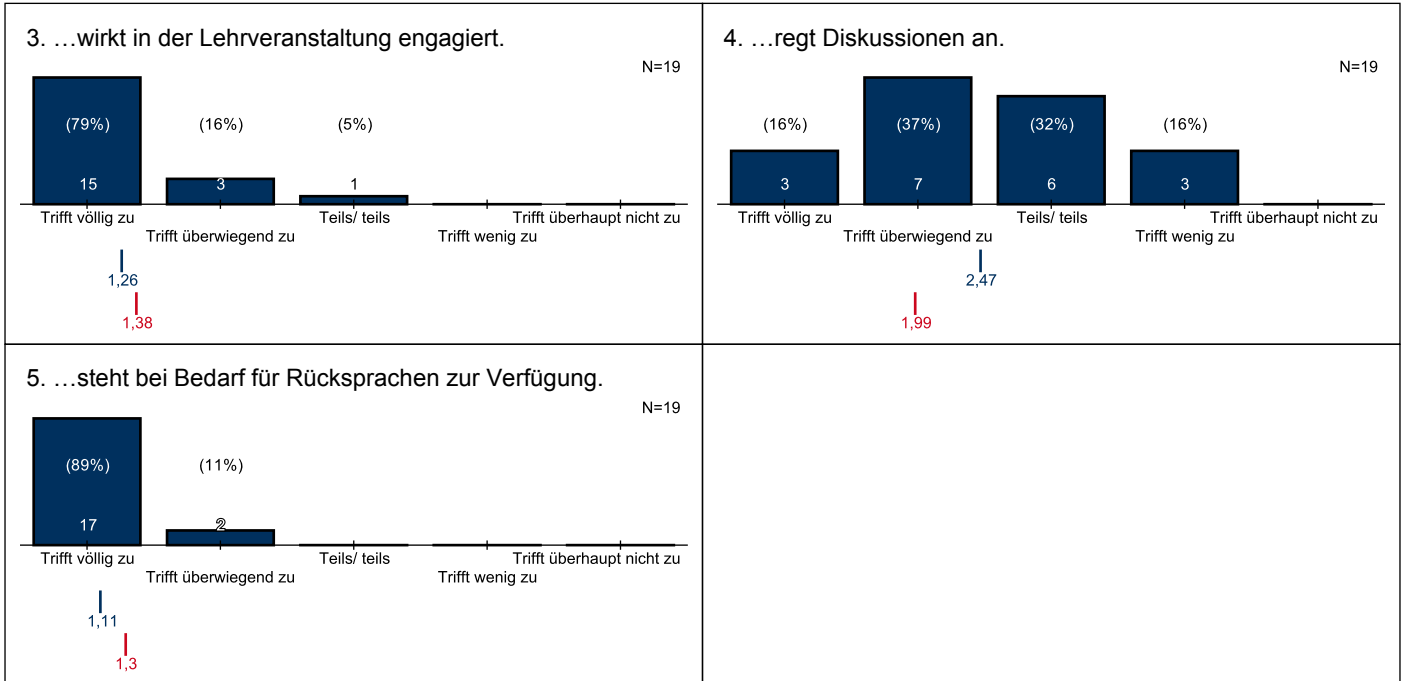 3. …wirkt in der Lehrveranstaltung engagiert.
N=19
(79%) (16%) (5%)
15 3 1
Trifft völlig zu Teils/ teils Trifft überhaupt nicht zu
Trifft überwiegend zu Trifft wenig zu
1,26
1,38
4. …regt Diskussionen an.
N=19
(16%) (37%) (32%) (16%)
3 7 6 3
Trifft völlig zu Teils/ teils Trifft überhaupt nicht zu
Trifft überwiegend zu Trifft wenig zu
2,47
1,99
5. …steht bei Bedarf für Rücksprachen zur Verfügung.
N=19
(89%) (11%)
17 2
Trifft völlig zu Teils/ teils Trifft überhaupt nicht zu
Trifft überwiegend zu Trifft wenig zu
1,11
1,3